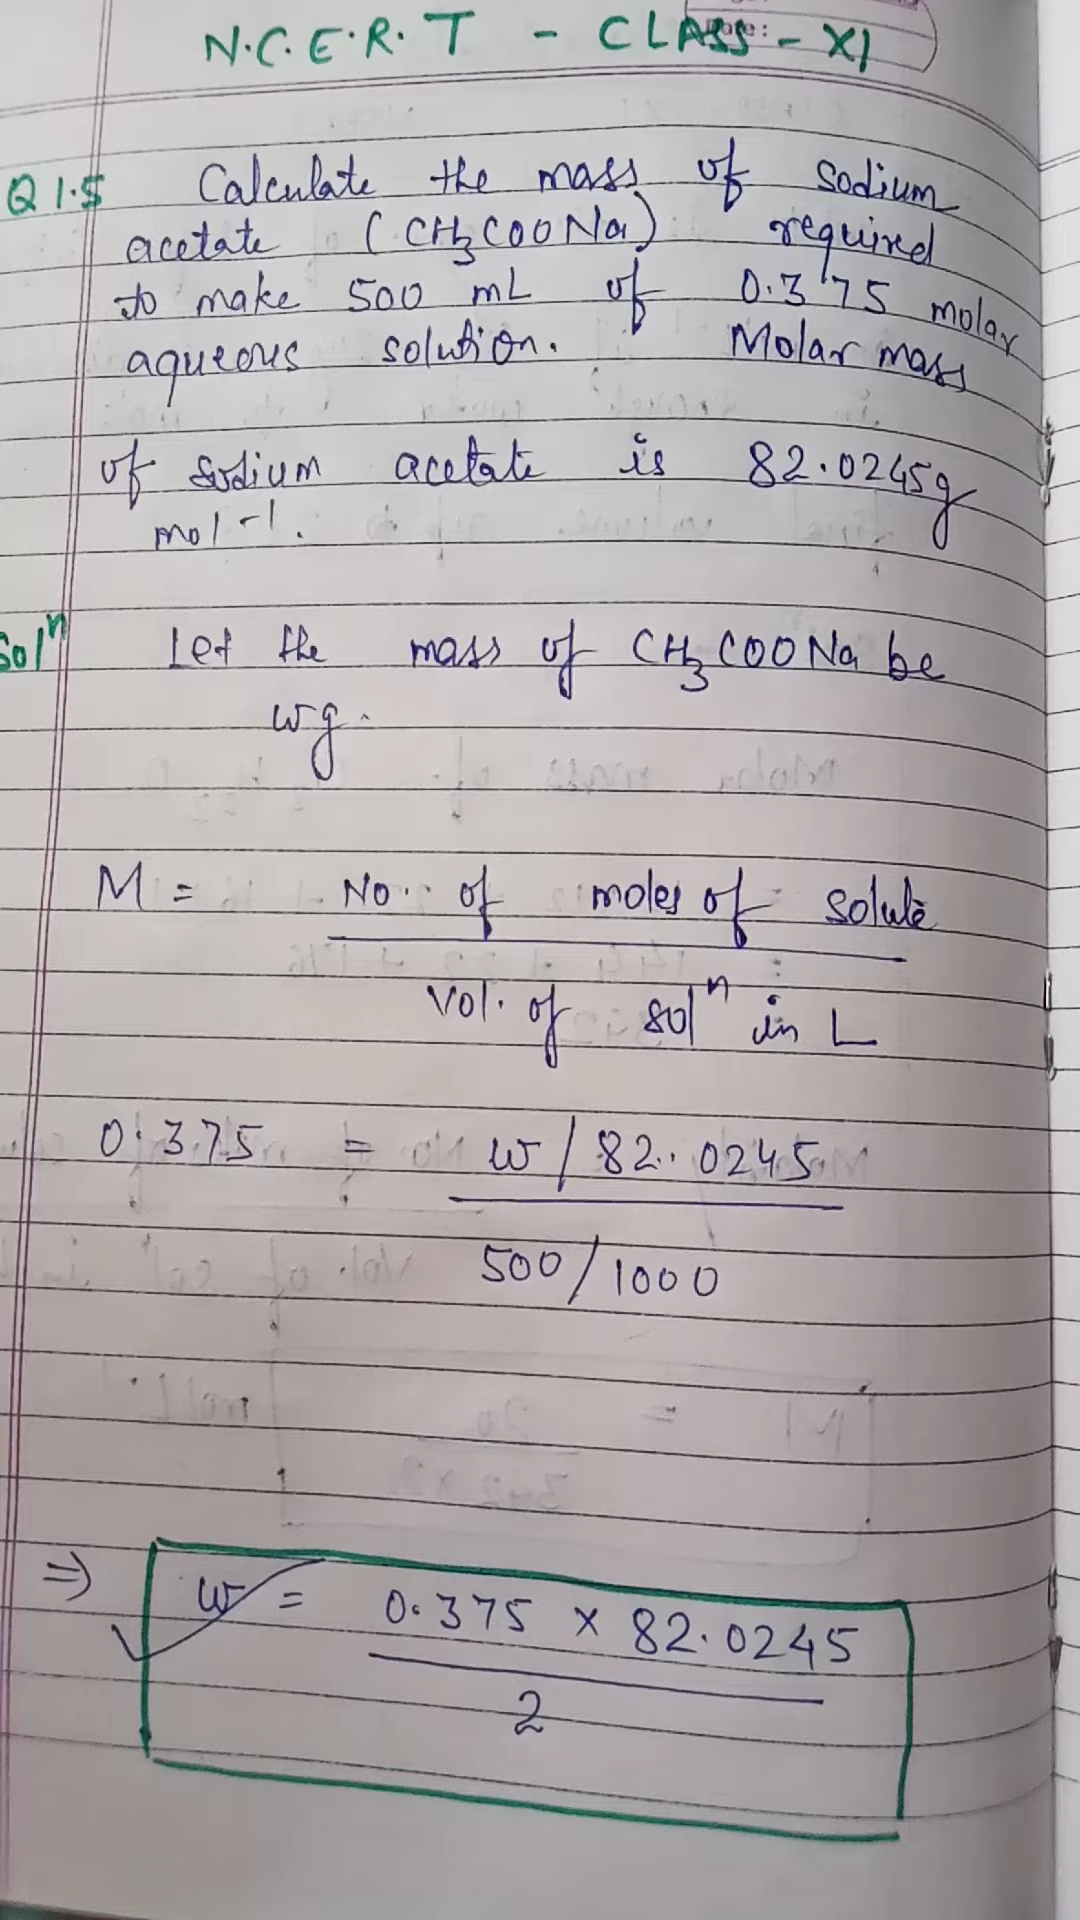 N.C.E.R.T - CLASS - XI
Q 1.5 Calculate the mass of sodium
acetate (CH₃COONa) required
to make 500 mL of 0.375 molar
aqueous solution. Molar mass
of sodium acetate is 82.0245g
mol⁻¹.
Solⁿ Let the mass of CH₃COONa be
wg.
M = No. of moles of solute
Vol. of solⁿ in L
0.375 = w / 82.0245
500/1000
⇒ w = 0.375 × 82.0245
2